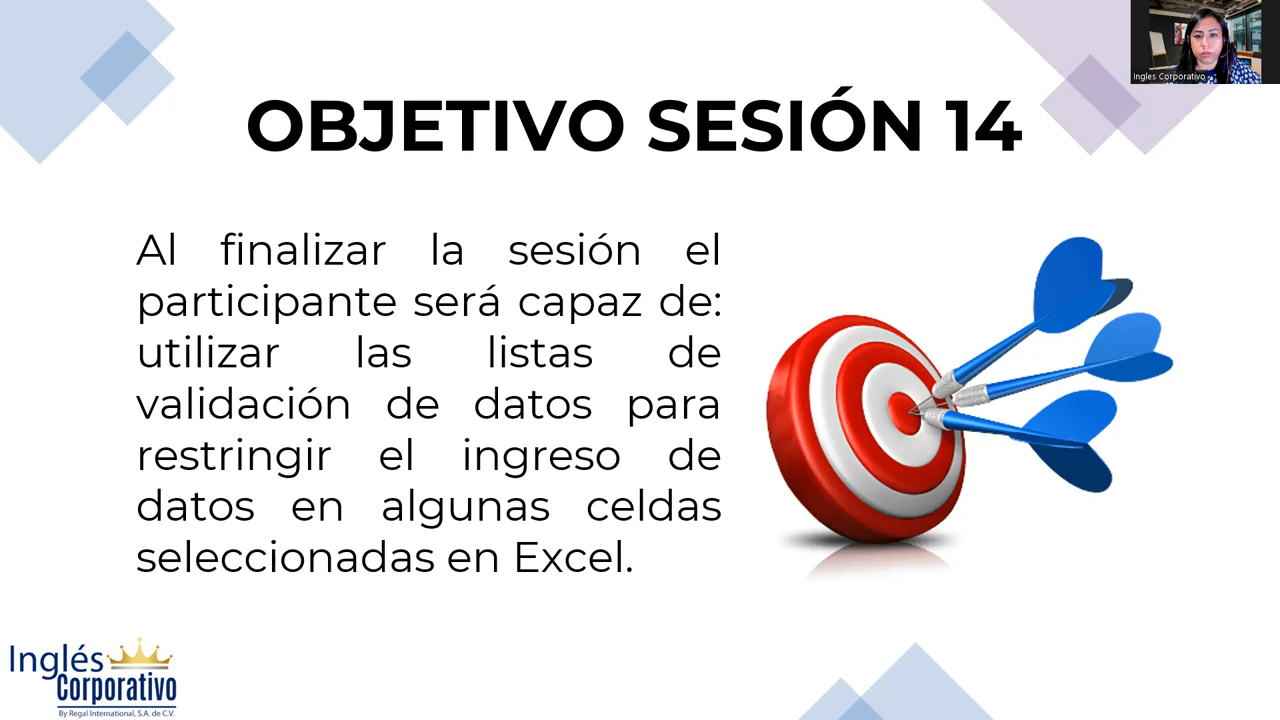 Ingles Corporativo
OBJETIVO SESIÓN 14
Al finalizar la sesión el
participante será capaz de:
utilizar las listas de
validación de datos para
restringir el ingreso de
datos en algunas celdas
seleccionadas en Excel.
Inglés
Corporativo
By Regal International, S.A. de C.V.